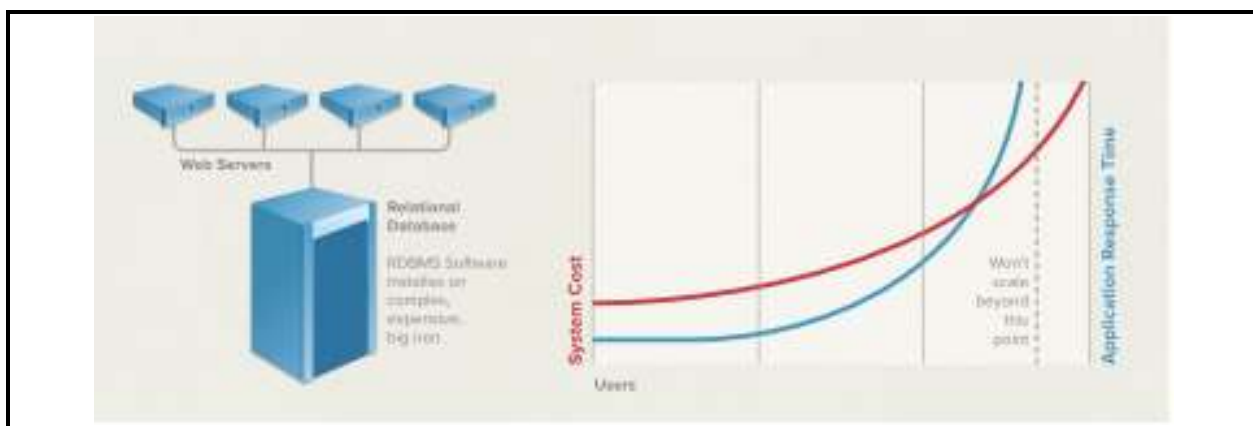 Web Servers
Relational
Database
RDBMS Software
installs on
complex,
expensive,
big iron.
System Cost
Users
Won't
scale
beyond
this
point
Application Response Time